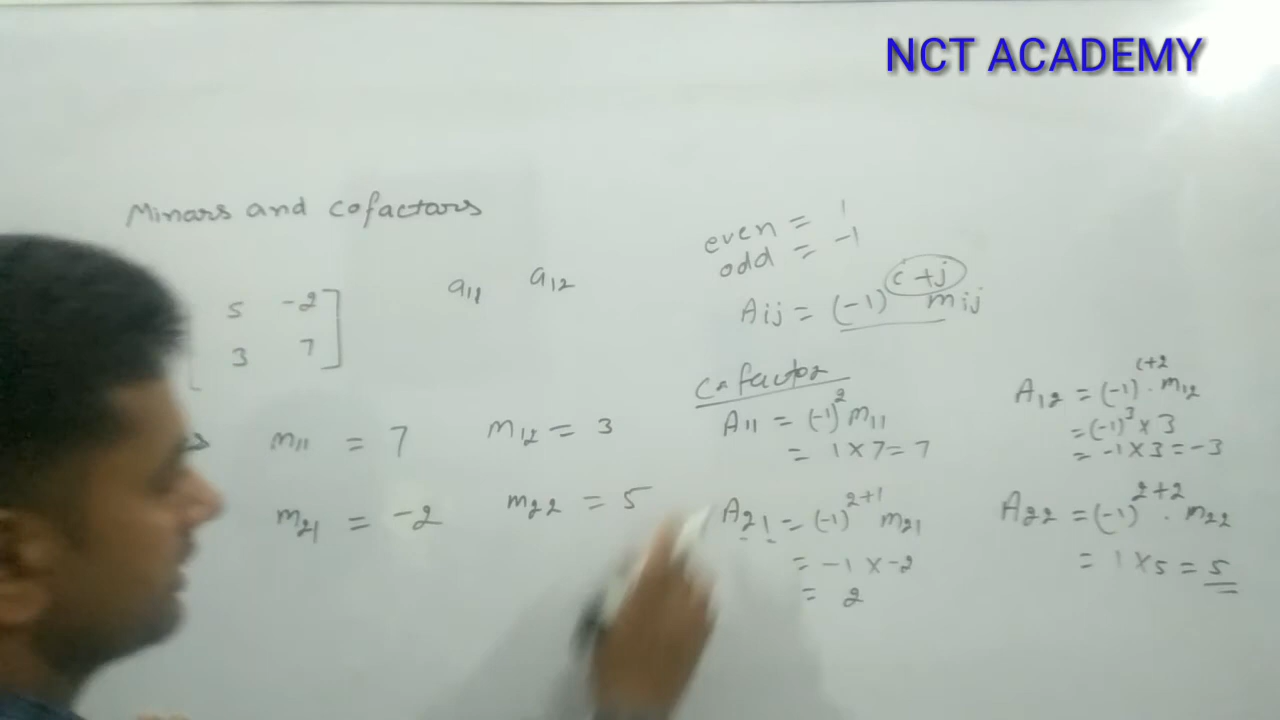 NCT ACADEMY
Minars and cofactars
5 -2
3 7
a11 a12
m11 = 7 m12 = 3
m21 = -2 m22 = 5
even = 1
odd = -1
Aij = (-1)^i+j mij
Cofactor
A11 = (-1)^2 m11
= 1 x 7 = 7
A21 = (-1)^2+1 m21
= -1 x -2
= 2
A12 = (-1)^1+2 . m12
= (-1)^3 x 3
= -1 x 3 = -3
A22 = (-1)^2+2 . m22
= 1 x 5 = 5